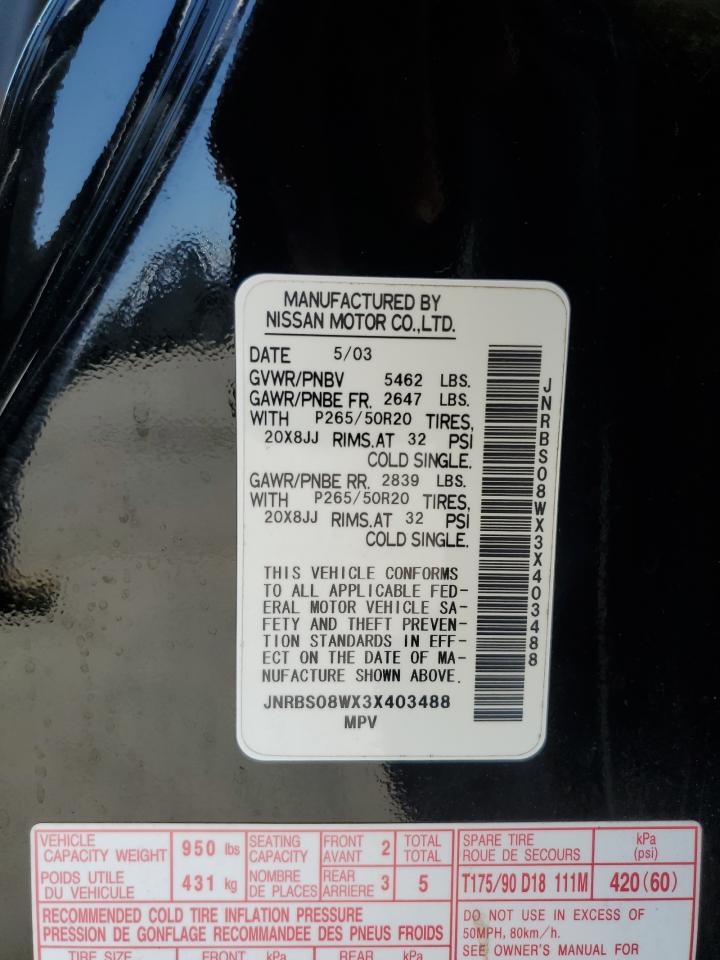 MANUFACTURED BY
NISSAN MOTOR CO.,LTD.
DATE 5/03
GVWR/PNBV 5462 LBS.
GAWR/PNBE FR. 2647 LBS.
WITH P265/50R20 TIRES,
20X8JJ RIMS.AT 32 PSI
COLD SINGLE.
GAWR/PNBE RR. 2839 LBS.
WITH P265/50R20 TIRES,
20X8JJ RIMS.AT 32 PSI
COLD SINGLE.
THIS VEHICLE CONFORMS
TO ALL APPLICABLE FED-
ERAL MOTOR VEHICLE SA-
FETY AND THEFT PREVEN-
TION STANDARDS IN EFF-
ECT ON THE DATE OF MA-
NUFACTURE SHOWN ABOVE.
JNRBS08WX3X403488
MPV
JNRBS08WX3X403488
VEHICLE CAPACITY WEIGHT 950 lbs
POIDS UTILE DU VEHICULE 431 kg
SEATING CAPACITY
NOMBRE DE PLACES
FRONT AVANT 2
REAR ARRIERE 3
TOTAL TOTAL
5
SPARE TIRE
ROUE DE SECOURS
kPa
(psi)
T175/90 D18 111M 420(60)
RECOMMENDED COLD TIRE INFLATION PRESSURE
PRESSION DE GONFLAGE RECOMMANDEE DES PNEUS FROIDS
DO NOT USE IN EXCESS OF
50MPH, 80km/h.
SEE OWNER'S MANUAL FOR
TIRE SIZE FRONT kPa REAR kPa